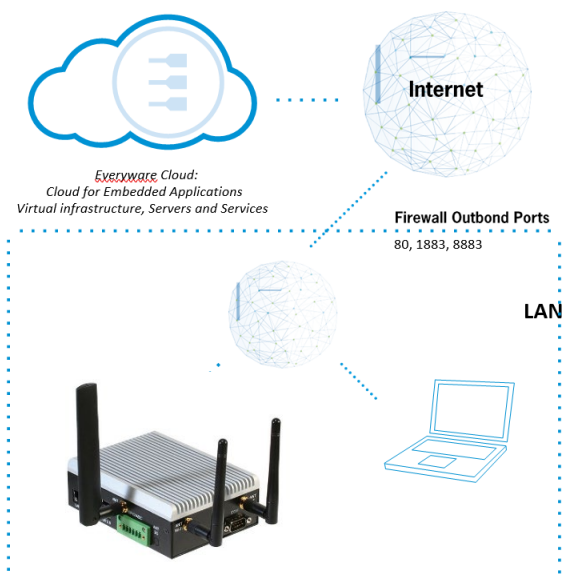 Internet
Everyware Cloud:
Cloud for Embedded Applications
Virtual infrastructure, Servers and Services
Firewall Outbond Ports
80, 1883, 8883
LAN